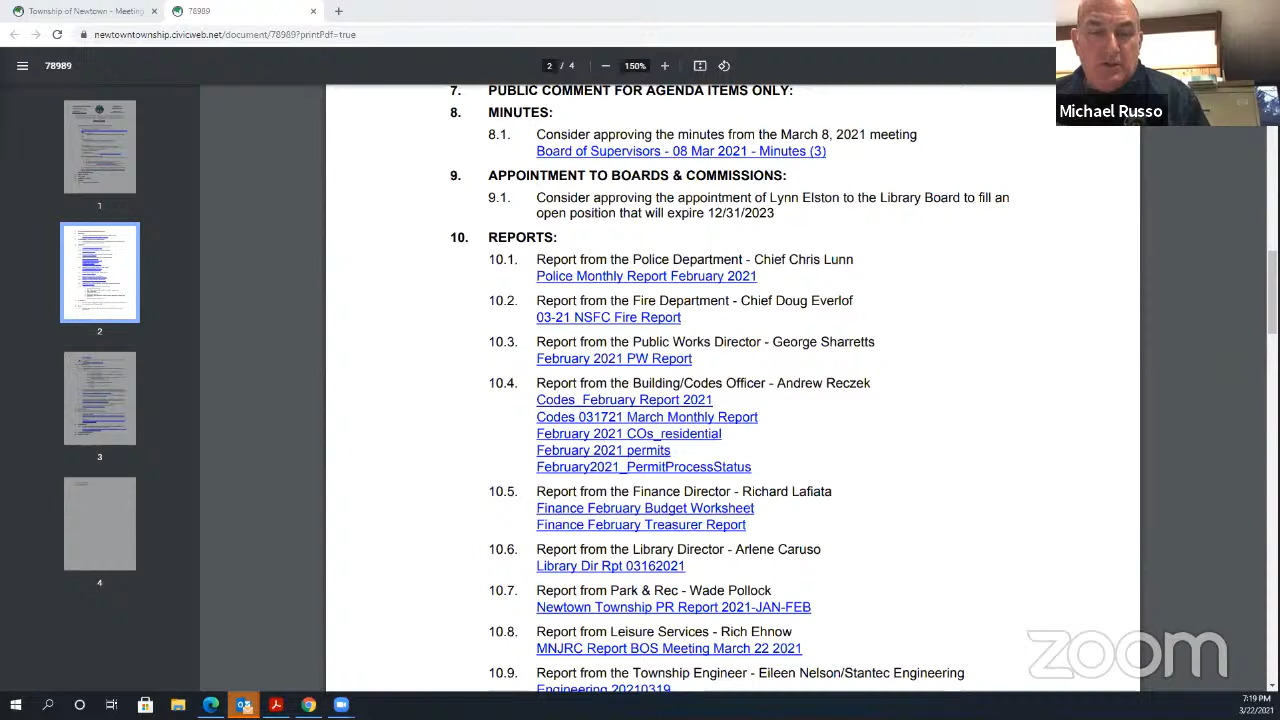 Township of Newtown - Meeting
78989
newtowntownship.civicweb.net/document/78989?printPdf=true
78989
2 / 4
150%
Michael Russo
1
2
3
4
7. PUBLIC COMMENT FOR AGENDA ITEMS ONLY:
8. MINUTES:
8.1. Consider approving the minutes from the March 8, 2021 meeting
Board of Supervisors - 08 Mar 2021 - Minutes (3)
9. APPOINTMENT TO BOARDS & COMMISSIONS:
9.1. Consider approving the appointment of Lynn Elston to the Library Board to fill an
open position that will expire 12/31/2023
10. REPORTS:
10.1. Report from the Police Department - Chief Chris Lunn
Police Monthly Report February 2021
10.2. Report from the Fire Department - Chief Doug Everlof
03-21 NSFC Fire Report
10.3. Report from the Public Works Director - George Sharretts
February 2021 PW Report
10.4. Report from the Building/Codes Officer - Andrew Reczek
Codes_February Report 2021
Codes 031721 March Monthly Report
February 2021 COs_residential
February 2021 permits
February2021_PermitProcessStatus
10.5. Report from the Finance Director - Richard Lafiata
Finance February Budget Worksheet
Finance February Treasurer Report
10.6. Report from the Library Director - Arlene Caruso
Library Dir Rpt 03162021
10.7. Report from Park & Rec - Wade Pollock
Newtown Township PR Report 2021-JAN-FEB
10.8. Report from Leisure Services - Rich Ehnow
MNJRC Report BOS Meeting March 22 2021
10.9. Report from the Township Engineer - Eileen Nelson/Stantec Engineering
Engineering 20210319
zoom
7:19 PM
3/22/2021